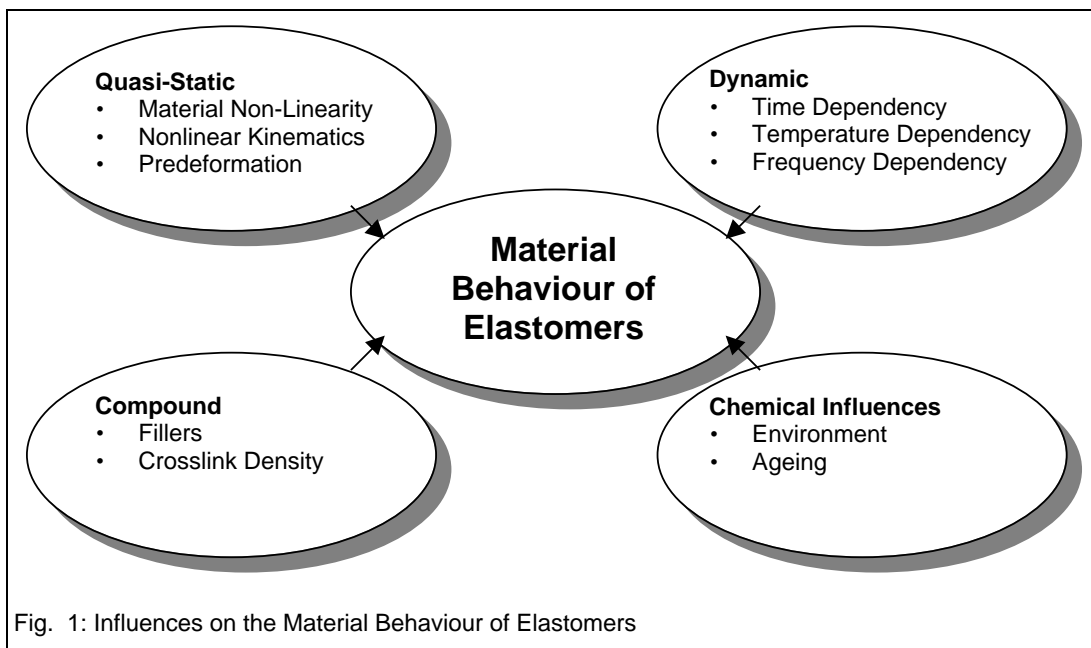 Quasi-Static
• Material Non-Linearity
• Nonlinear Kinematics
• Predeformation
Dynamic
• Time Dependency
• Temperature Dependency
• Frequency Dependency
Material
Behaviour of
Elastomers
Compound
• Fillers
• Crosslink Density
Chemical Influences
• Environment
• Ageing
Fig. 1: Influences on the Material Behaviour of Elastomers